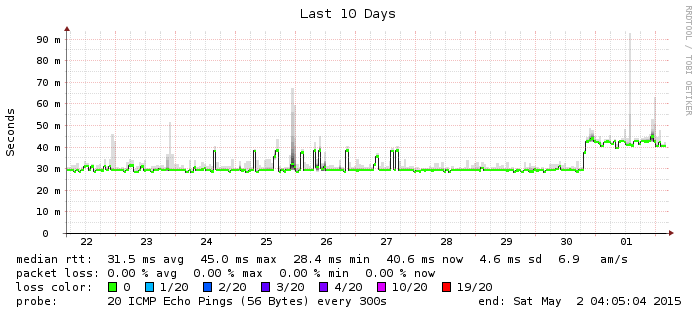 Last 10 Days
RRDTOOL / TOBI OETIKER
Seconds
90 m
80 m
70 m
60 m
50 m
40 m
30 m
20 m
10 m
0
22 23 24 25 26 27 28 29 30 01
median rtt: 31.5 ms avg 45.0 ms max 28.4 ms min 40.6 ms now 4.6 ms sd 6.9 am/s
packet loss: 0.00 % avg 0.00 % max 0.00 % min 0.00 % now
loss color: 0 1/20 2/20 3/20 4/20 10/20 19/20
probe: 20 ICMP Echo Pings (56 Bytes) every 300s end: Sat May 2 04:05:04 2015